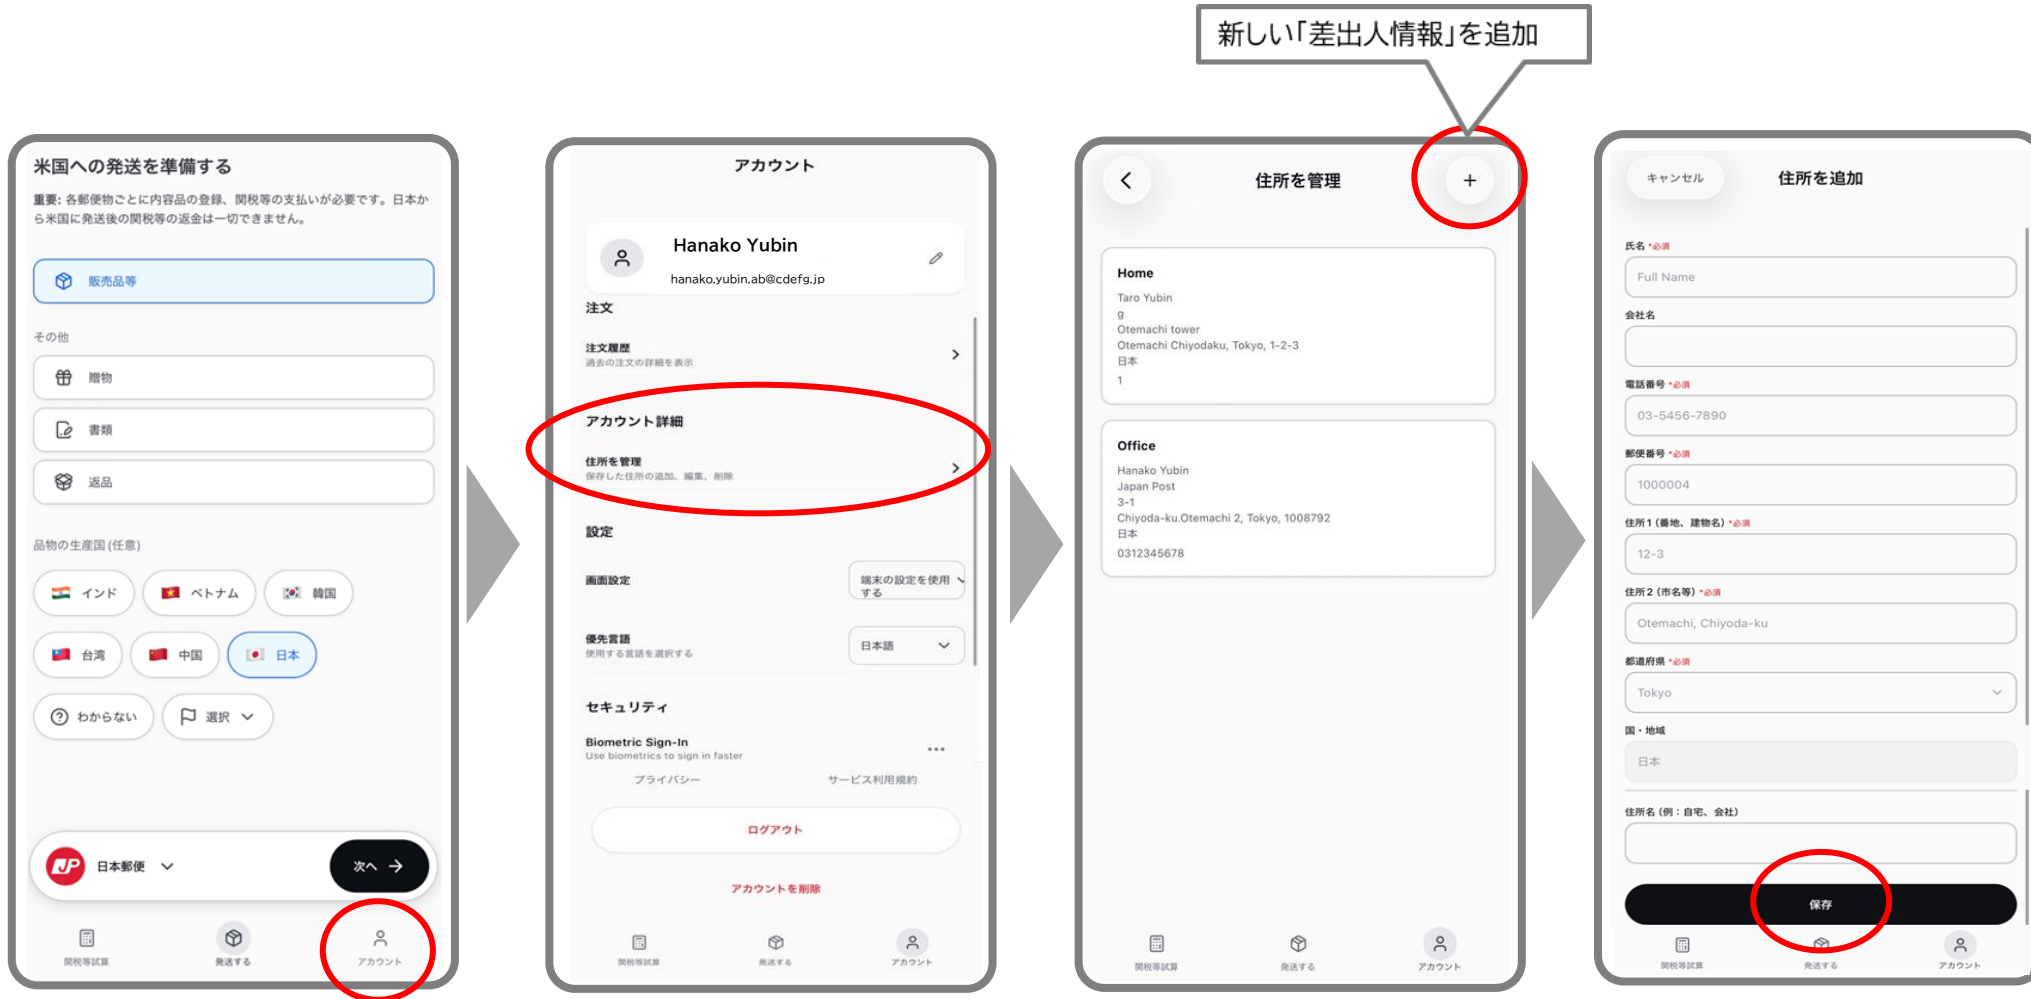 新しい「差出人情報」を追加
米国への発送を準備する
重要: 各郵便物ごとに内容品の登録、関税等の支払いが必要です。日本か
ら米国に発送後の関税等の返金は一切できません。
販売品等
その他
贈物
書類
返品
品物の生産国 (任意)
インド
ベトナム
韓国
台湾
中国
日本
わからない
選択
JP
日本郵便
次へ →
関税等試算
発送する
アカウント
アカウント
Hanako Yubin
hanako.yubin.ab@cdefg.jp
注文
注文履歴
過去の注文の詳細を表示
アカウント詳細
住所を管理
保存した住所の追加、編集、削除
設定
画面設定
端末の設定を使用
する
優先言語
使用する言語を選択する
日本語
セキュリティ
Biometric Sign-In
Use biometrics to sign in faster
プライバシー
サービス利用規約
ログアウト
アカウントを削除
関税等試算
発送する
アカウント
住所を管理
+
Home
Taro Yubin
g
Otemachi tower
Otemachi Chiyodaku, Tokyo, 1-2-3
日本
1
Office
Hanako Yubin
Japan Post
3-1
Chiyoda-ku.Otemachi 2, Tokyo, 1008792
日本
0312345678
関税等試算
発送する
アカウント
キャンセル
住所を追加
氏名 *必須
Full Name
会社名
電話番号 *必須
03-5456-7890
郵便番号 *必須
1000004
住所1 (番地、建物名) *必須
12-3
住所2 (市名等) *必須
Otemachi, Chiyoda-ku
都道府県 *必須
Tokyo
国・地域
日本
住所名 (例：自宅、会社)
保存
関税等試算
発送する
アカウント